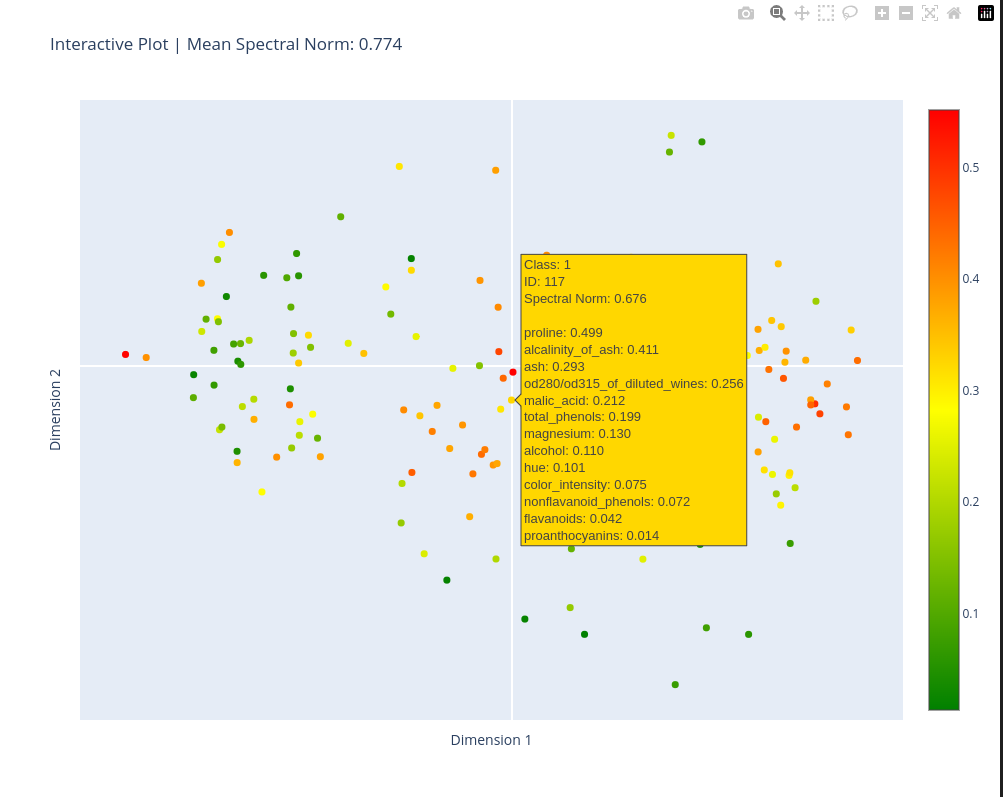 Interactive Plot | Mean Spectral Norm: 0.774
Class: 1
ID: 117
Spectral Norm: 0.676
proline: 0.499
alcalinity_of_ash: 0.411
ash: 0.293
od280/od315_of_diluted_wines: 0.256
malic_acid: 0.212
total_phenols: 0.199
magnesium: 0.130
alcohol: 0.110
hue: 0.101
color_intensity: 0.075
nonflavanoid_phenols: 0.072
flavanoids: 0.042
proanthocyanins: 0.014
0.5
0.4
0.3
0.2
0.1
Dimension 2
Dimension 1